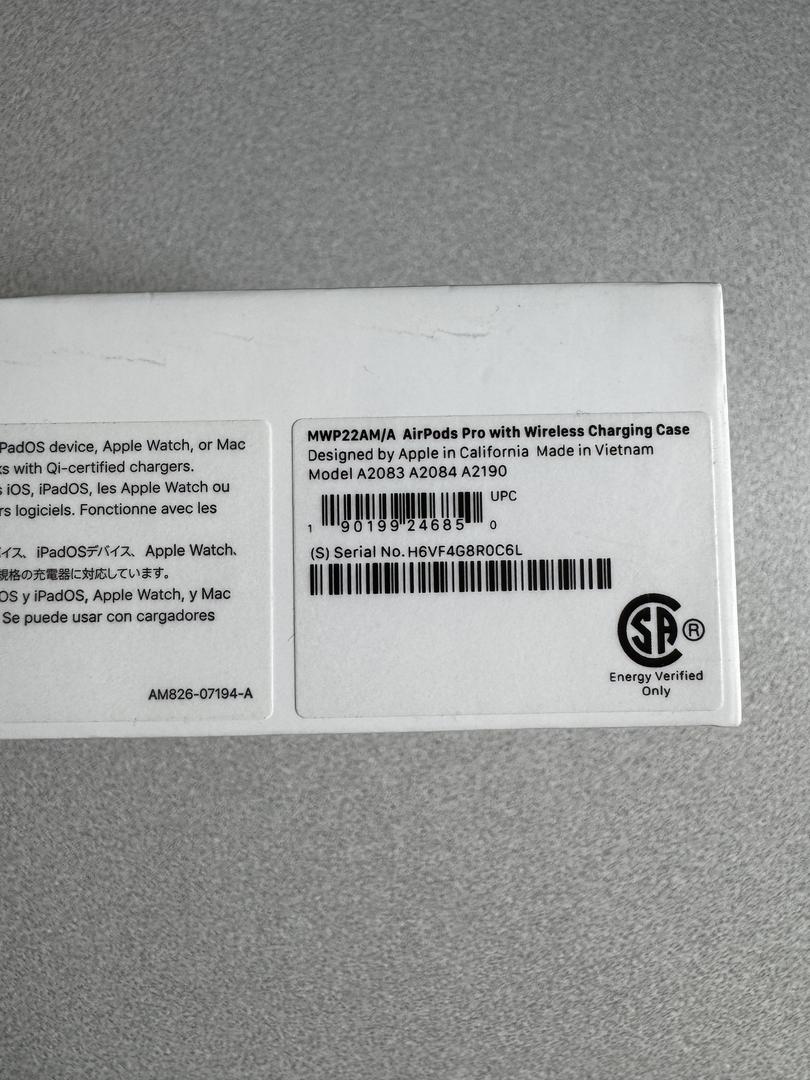 PadOS device, Apple Watch, or Mac
s with Qi-certified chargers.
iOS, iPadOS, les Apple Watch ou
rs logiciels. Fonctionne avec les
イス、iPadOSデバイス、Apple Watch、
規格の充電器に対応しています。
OS y iPadOS, Apple Watch, y Mac
Se puede usar con cargadores
AM826-07194-A
MWP22AM/A AirPods Pro with Wireless Charging Case
Designed by Apple in California Made in Vietnam
Model A2083 A2084 A2190
UPC
1 90199 24685 0
(S) Serial No. H6VF4G8R0C6L
SA ®
Energy Verified
Only